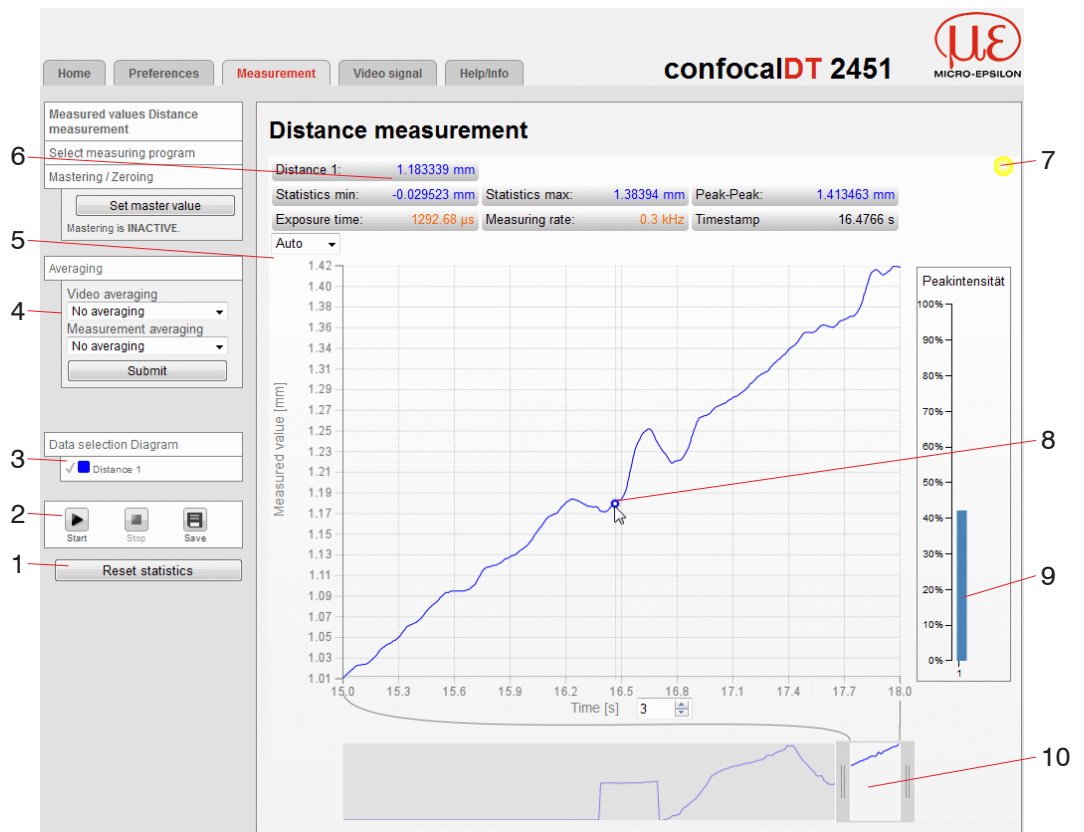 με
MICRO-EPSILON
confocalDT 2451
Home
Preferences
Measurement
Video signal
Help/Info
Measured values Distance
measurement
Select measuring program
Mastering / Zeroing
Set master value
Mastering is INACTIVE.
Averaging
Video averaging
No averaging
Measurement averaging
No averaging
Submit
Data selection Diagram
✓ Distance 1
Start
Stop
Save
Reset statistics
6
5
4
3
2
1
Distance measurement
Distance 1: 1.183339 mm
Statistics min: -0.029523 mm Statistics max: 1.38394 mm Peak-Peak: 1.413463 mm
Exposure time: 1292.68 µs Measuring rate: 0.3 kHz Timestamp 16.4766 s
Auto
Measured value [mm]
1.42
1.40
1.38
1.36
1.34
1.31
1.29
1.27
1.25
1.23
1.21
1.19
1.17
1.15
1.13
1.11
1.09
1.07
1.05
1.03
1.01
15.0 15.3 15.6 15.9 16.2 16.5 16.8 17.1 17.4 17.7 18.0
Time [s] 3
Peakintensität
100%
90%
80%
70%
60%
50%
40%
30%
20%
10%
0%
1
7
8
9
10